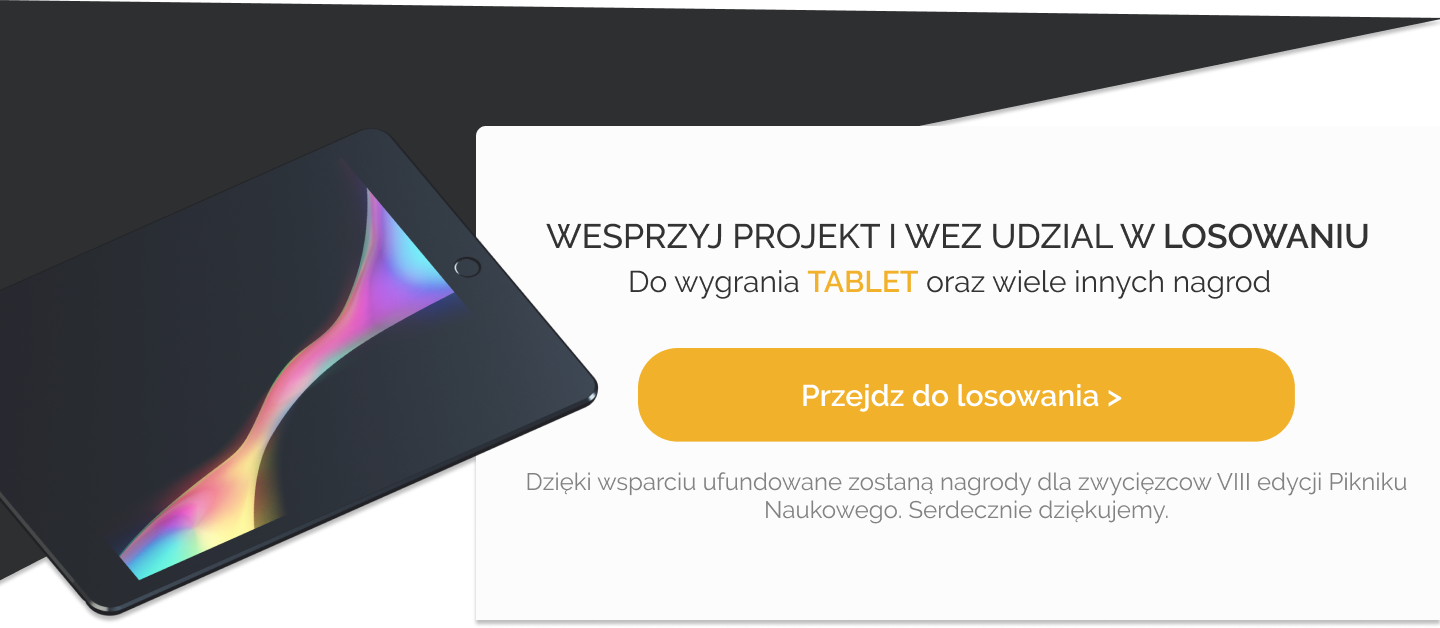 WESPRZYJ PROJEKT I WEZ UDZIAL W LOSOWANIU
Do wygrania TABLET oraz wiele innych nagrod
Przejdz do losowania >
Dzięki wsparciu ufundowane zostaną nagrody dla zwycięzcow VIII edycji Pikniku
Naukowego. Serdecznie dziękujemy.